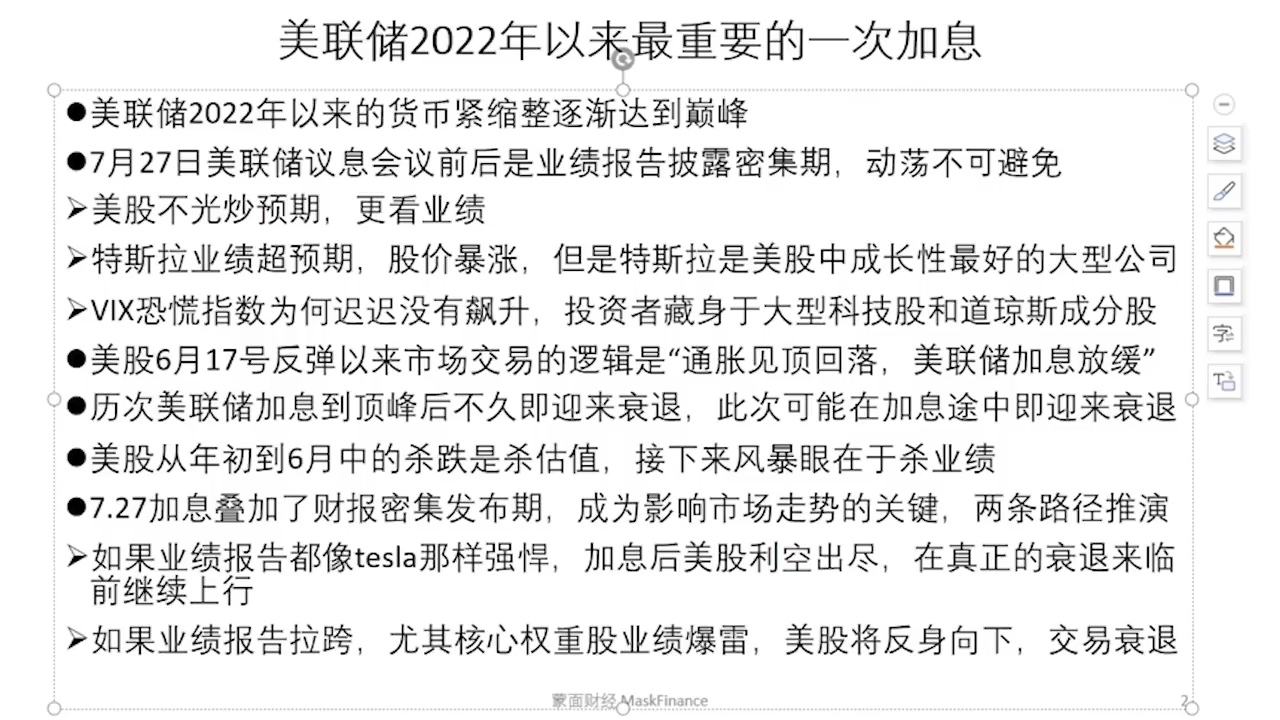 美联储2022年以来最重要的一次加息
●美联储2022年以来的货币紧缩整逐渐达到巅峰
●7月27日美联储议息会议前后是业绩报告披露密集期，动荡不可避免
➢美股不光炒预期，更看业绩
➢特斯拉业绩超预期，股价暴涨，但是特斯拉是美股中成长性最好的大型公司
➢VIX恐慌指数为何迟迟没有飙升，投资者藏身于大型科技股和道琼斯成分股
●美股6月17号反弹以来市场交易的逻辑是“通胀见顶回落，美联储加息放缓”
●历次美联储加息到顶峰后不久即迎来衰退，此次可能在加息途中即迎来衰退
●美股从年初到6月中的杀跌是杀估值，接下来风暴眼在于杀业绩
●7.27加息叠加了财报密集发布期，成为影响市场走势的关键，两条路径推演
➢如果业绩报告都像tesla那样强悍，加息后美股利空出尽，在真正的衰退来临
前继续上行
➢如果业绩报告拉跨，尤其核心权重股业绩爆雷，美股将反身向下，交易衰退
蒙面财经 MaskFinance
2
字
T